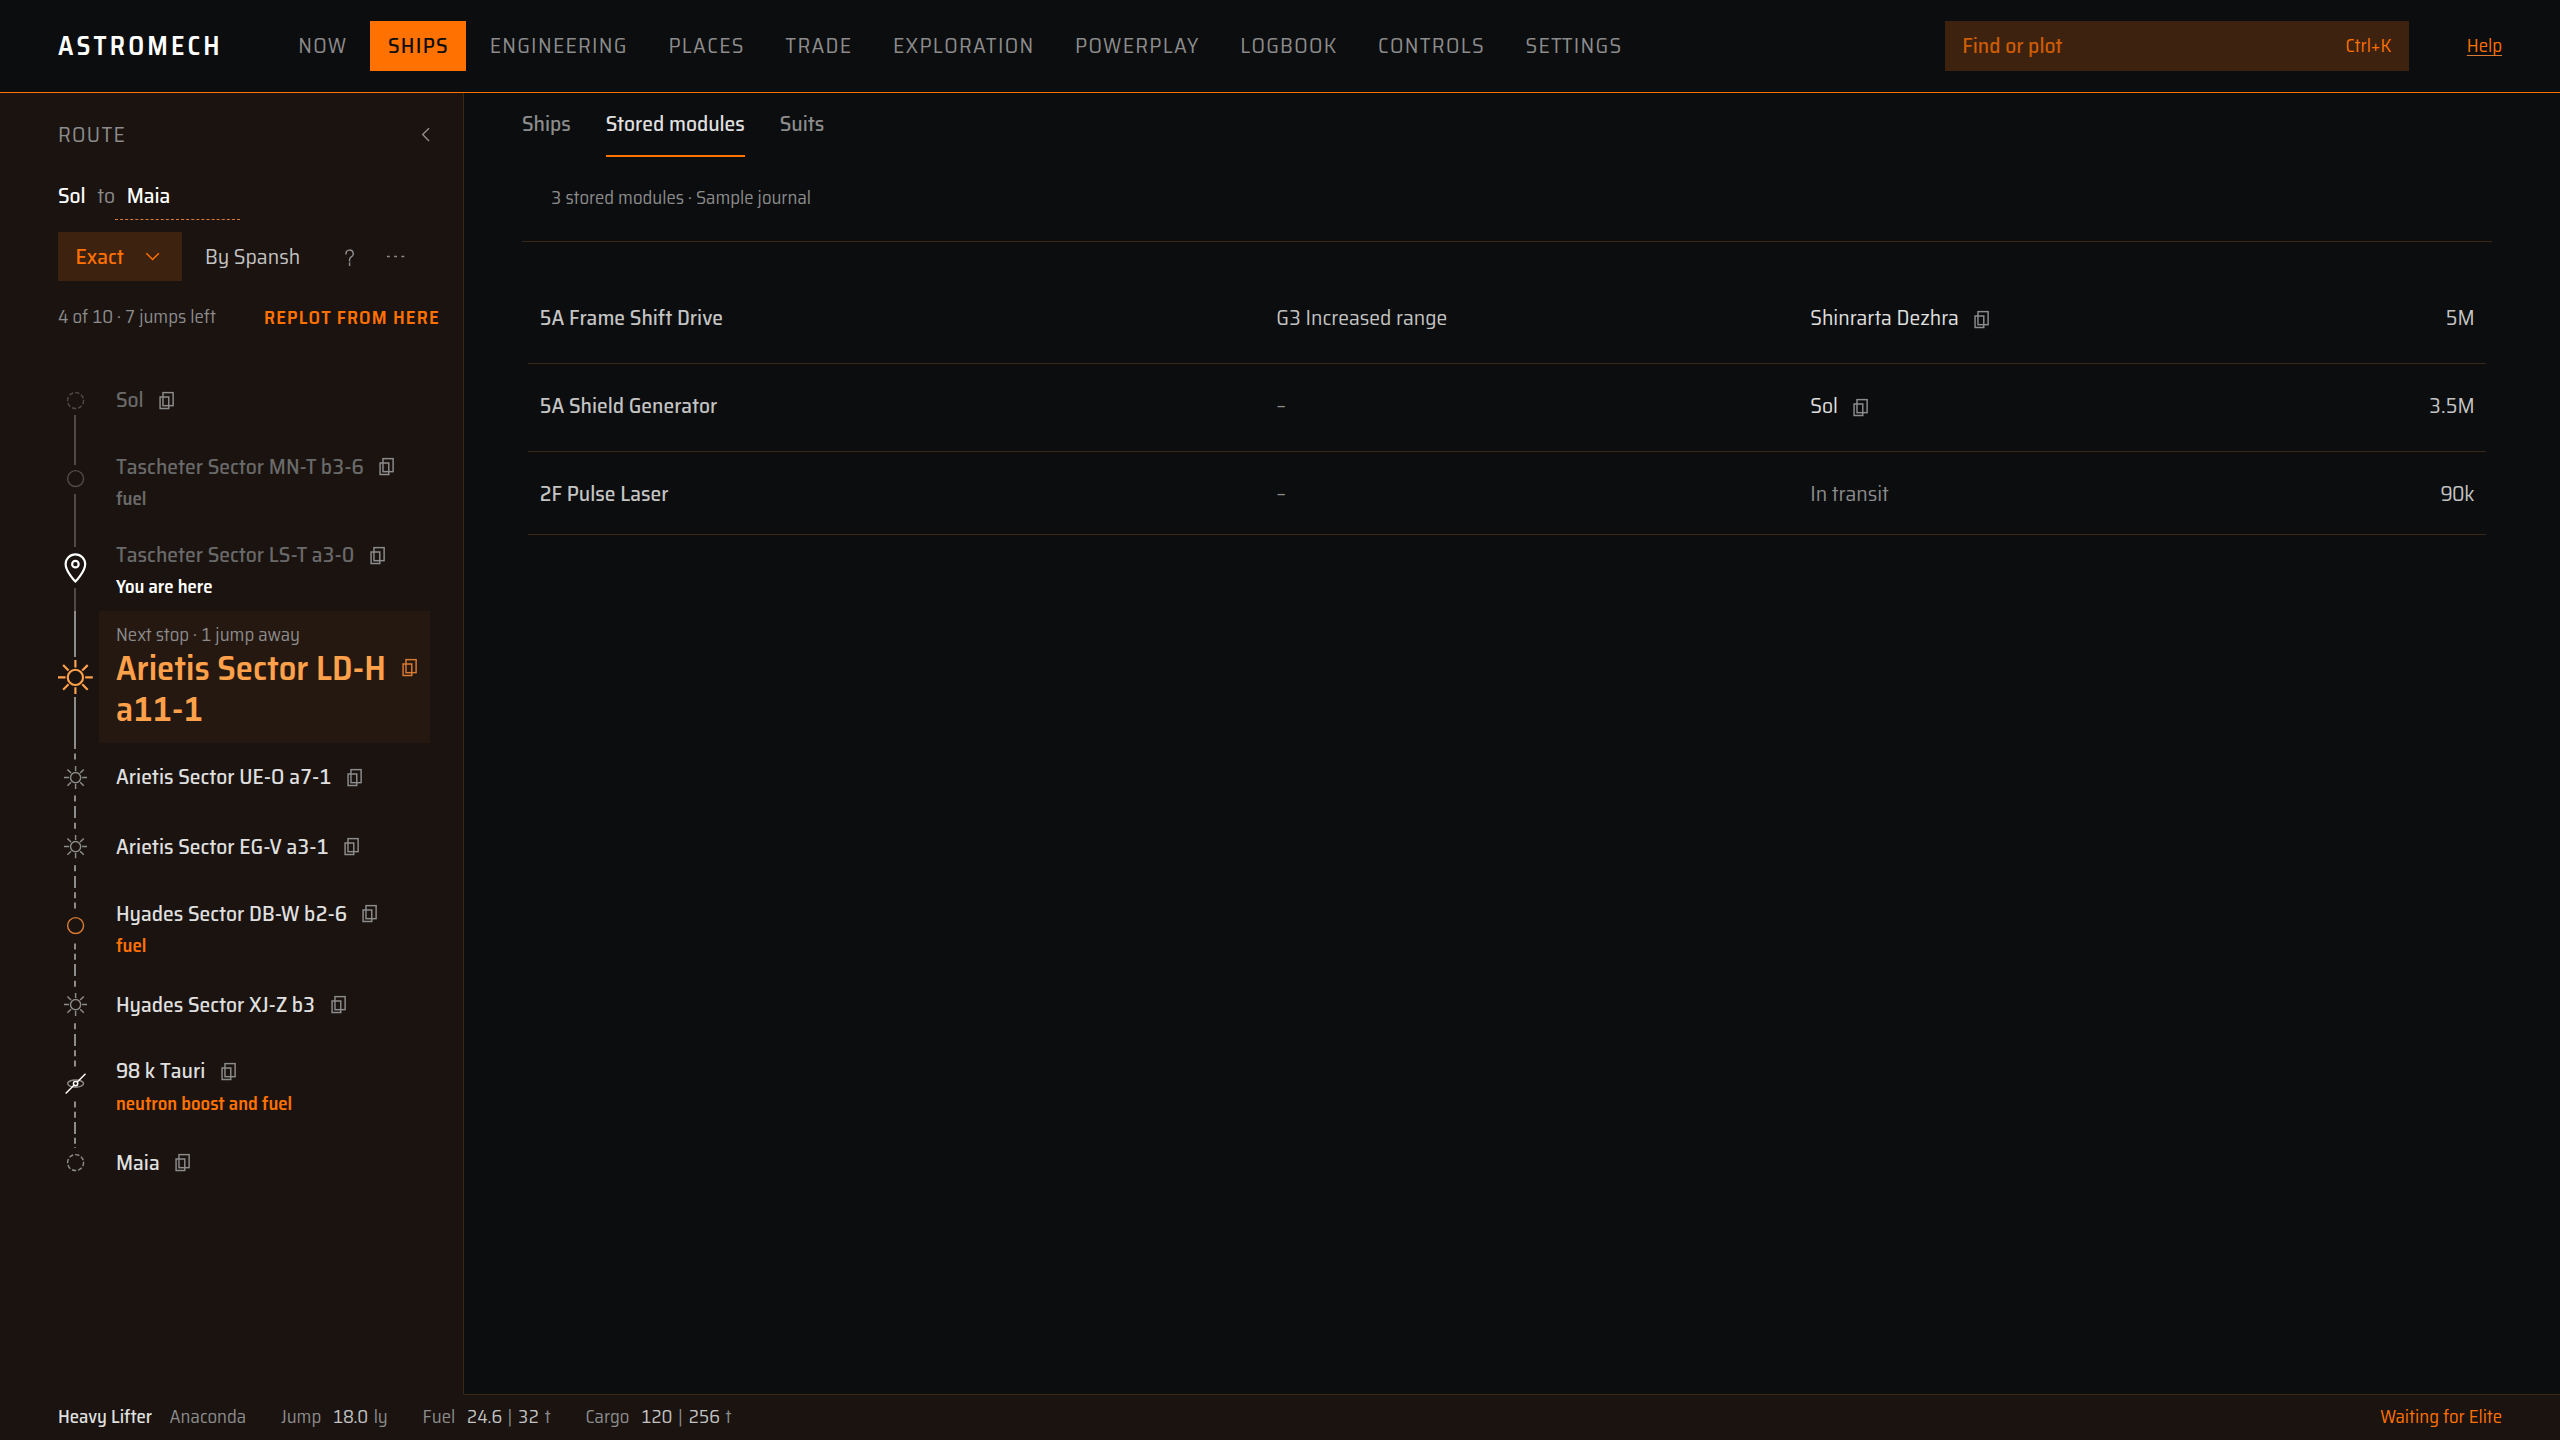 ASTROMECH NOW SHIPS ENGINEERING PLACES TRADE EXPLORATION POWERPLAY LOGBOOK CONTROLS SETTINGS Find or plot Ctrl+K Help
ROUTE
Sol to Maia
Exact By Spansh ? ···
4 of 10 · 7 jumps left REPLOT FROM HERE
Sol
Tascheter Sector MN-T b3-6
fuel
Tascheter Sector LS-T a3-0
You are here
Next stop · 1 jump away
Arietis Sector LD-H
a11-1
Arietis Sector UE-O a7-1
Arietis Sector EG-V a3-1
Hyades Sector DB-W b2-6
fuel
Hyades Sector XJ-Z b3
98 k Tauri
neutron boost and fuel
Maia
Ships Stored modules Suits
3 stored modules · Sample journal
5A Frame Shift Drive G3 Increased range Shinrarta Dezhra 5M
5A Shield Generator – Sol 3.5M
2F Pulse Laser – In transit 90k
Heavy Lifter Anaconda Jump 18.0 ly Fuel 24.6 | 32 t Cargo 120 | 256 t Waiting for Elite